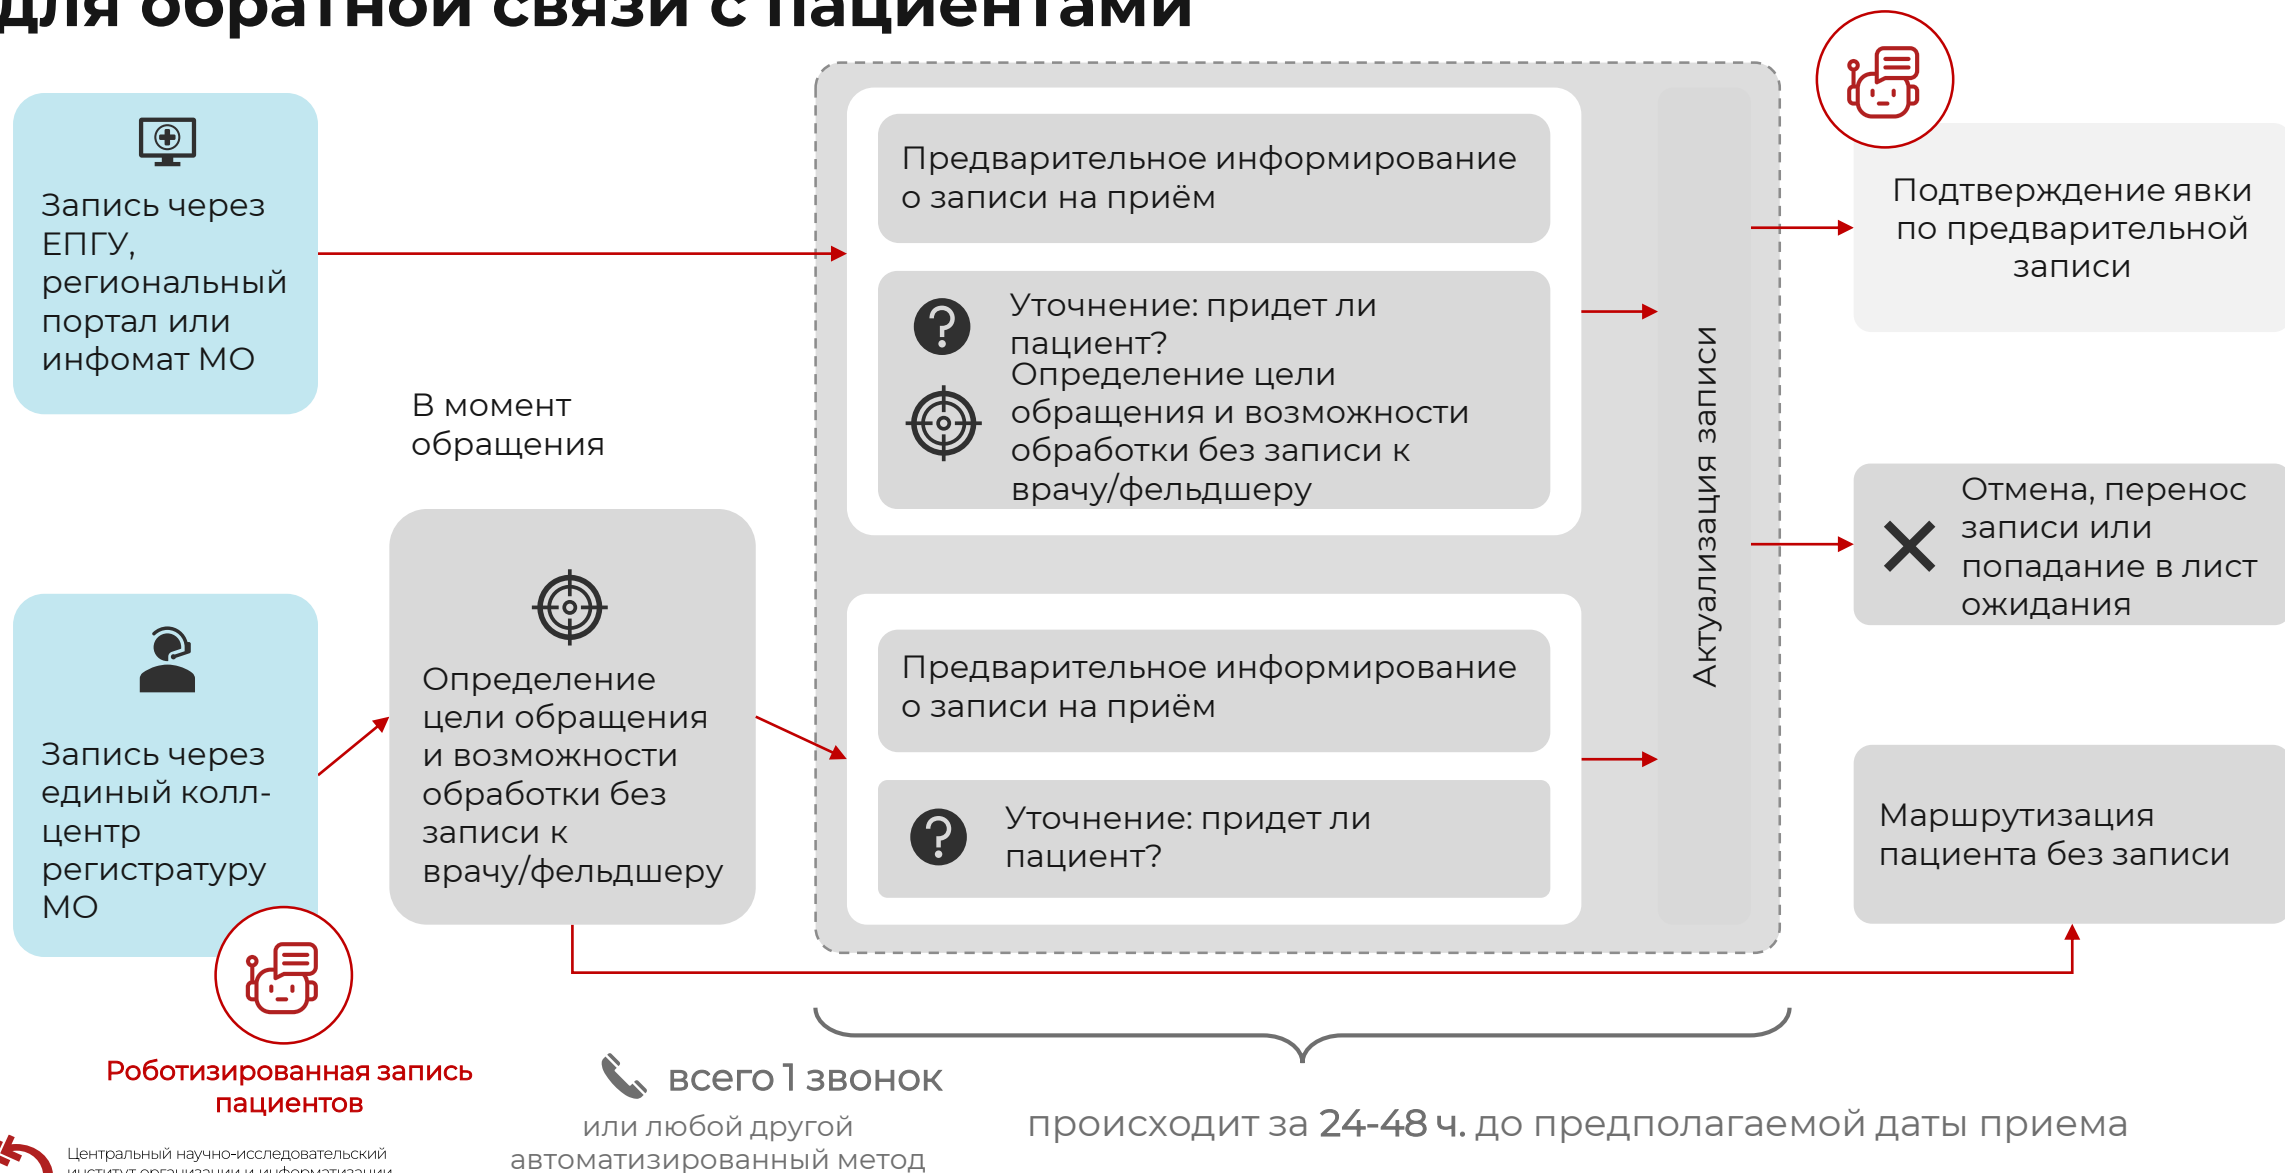 для обратной связи с пациентами
Запись через
ЕПГУ,
региональный
портал или
инфомат МО
В момент
обращения
Запись через
единый колл-
центр
регистратуру
МО
Определение
цели обращения
и возможности
обработки без
записи к
врачу/фельдшеру
Предварительное информирование
о записи на приём
Уточнение: придет ли
пациент?
Определение цели
обращения и возможности
обработки без записи к
врачу/фельдшеру
Предварительное информирование
о записи на приём
Уточнение: придет ли
пациент?
Актуализация записи
Подтверждение явки
по предварительной
записи
Отмена, перенос
записи или
попадание в лист
ожидания
Маршрутизация
пациента без записи
Роботизированная запись
пациентов
всего 1 звонок
или любой другой
автоматизированный метод
происходит за 24-48 ч. до предполагаемой даты приема
Центральный научно-исследовательский
институт организации и информатизации